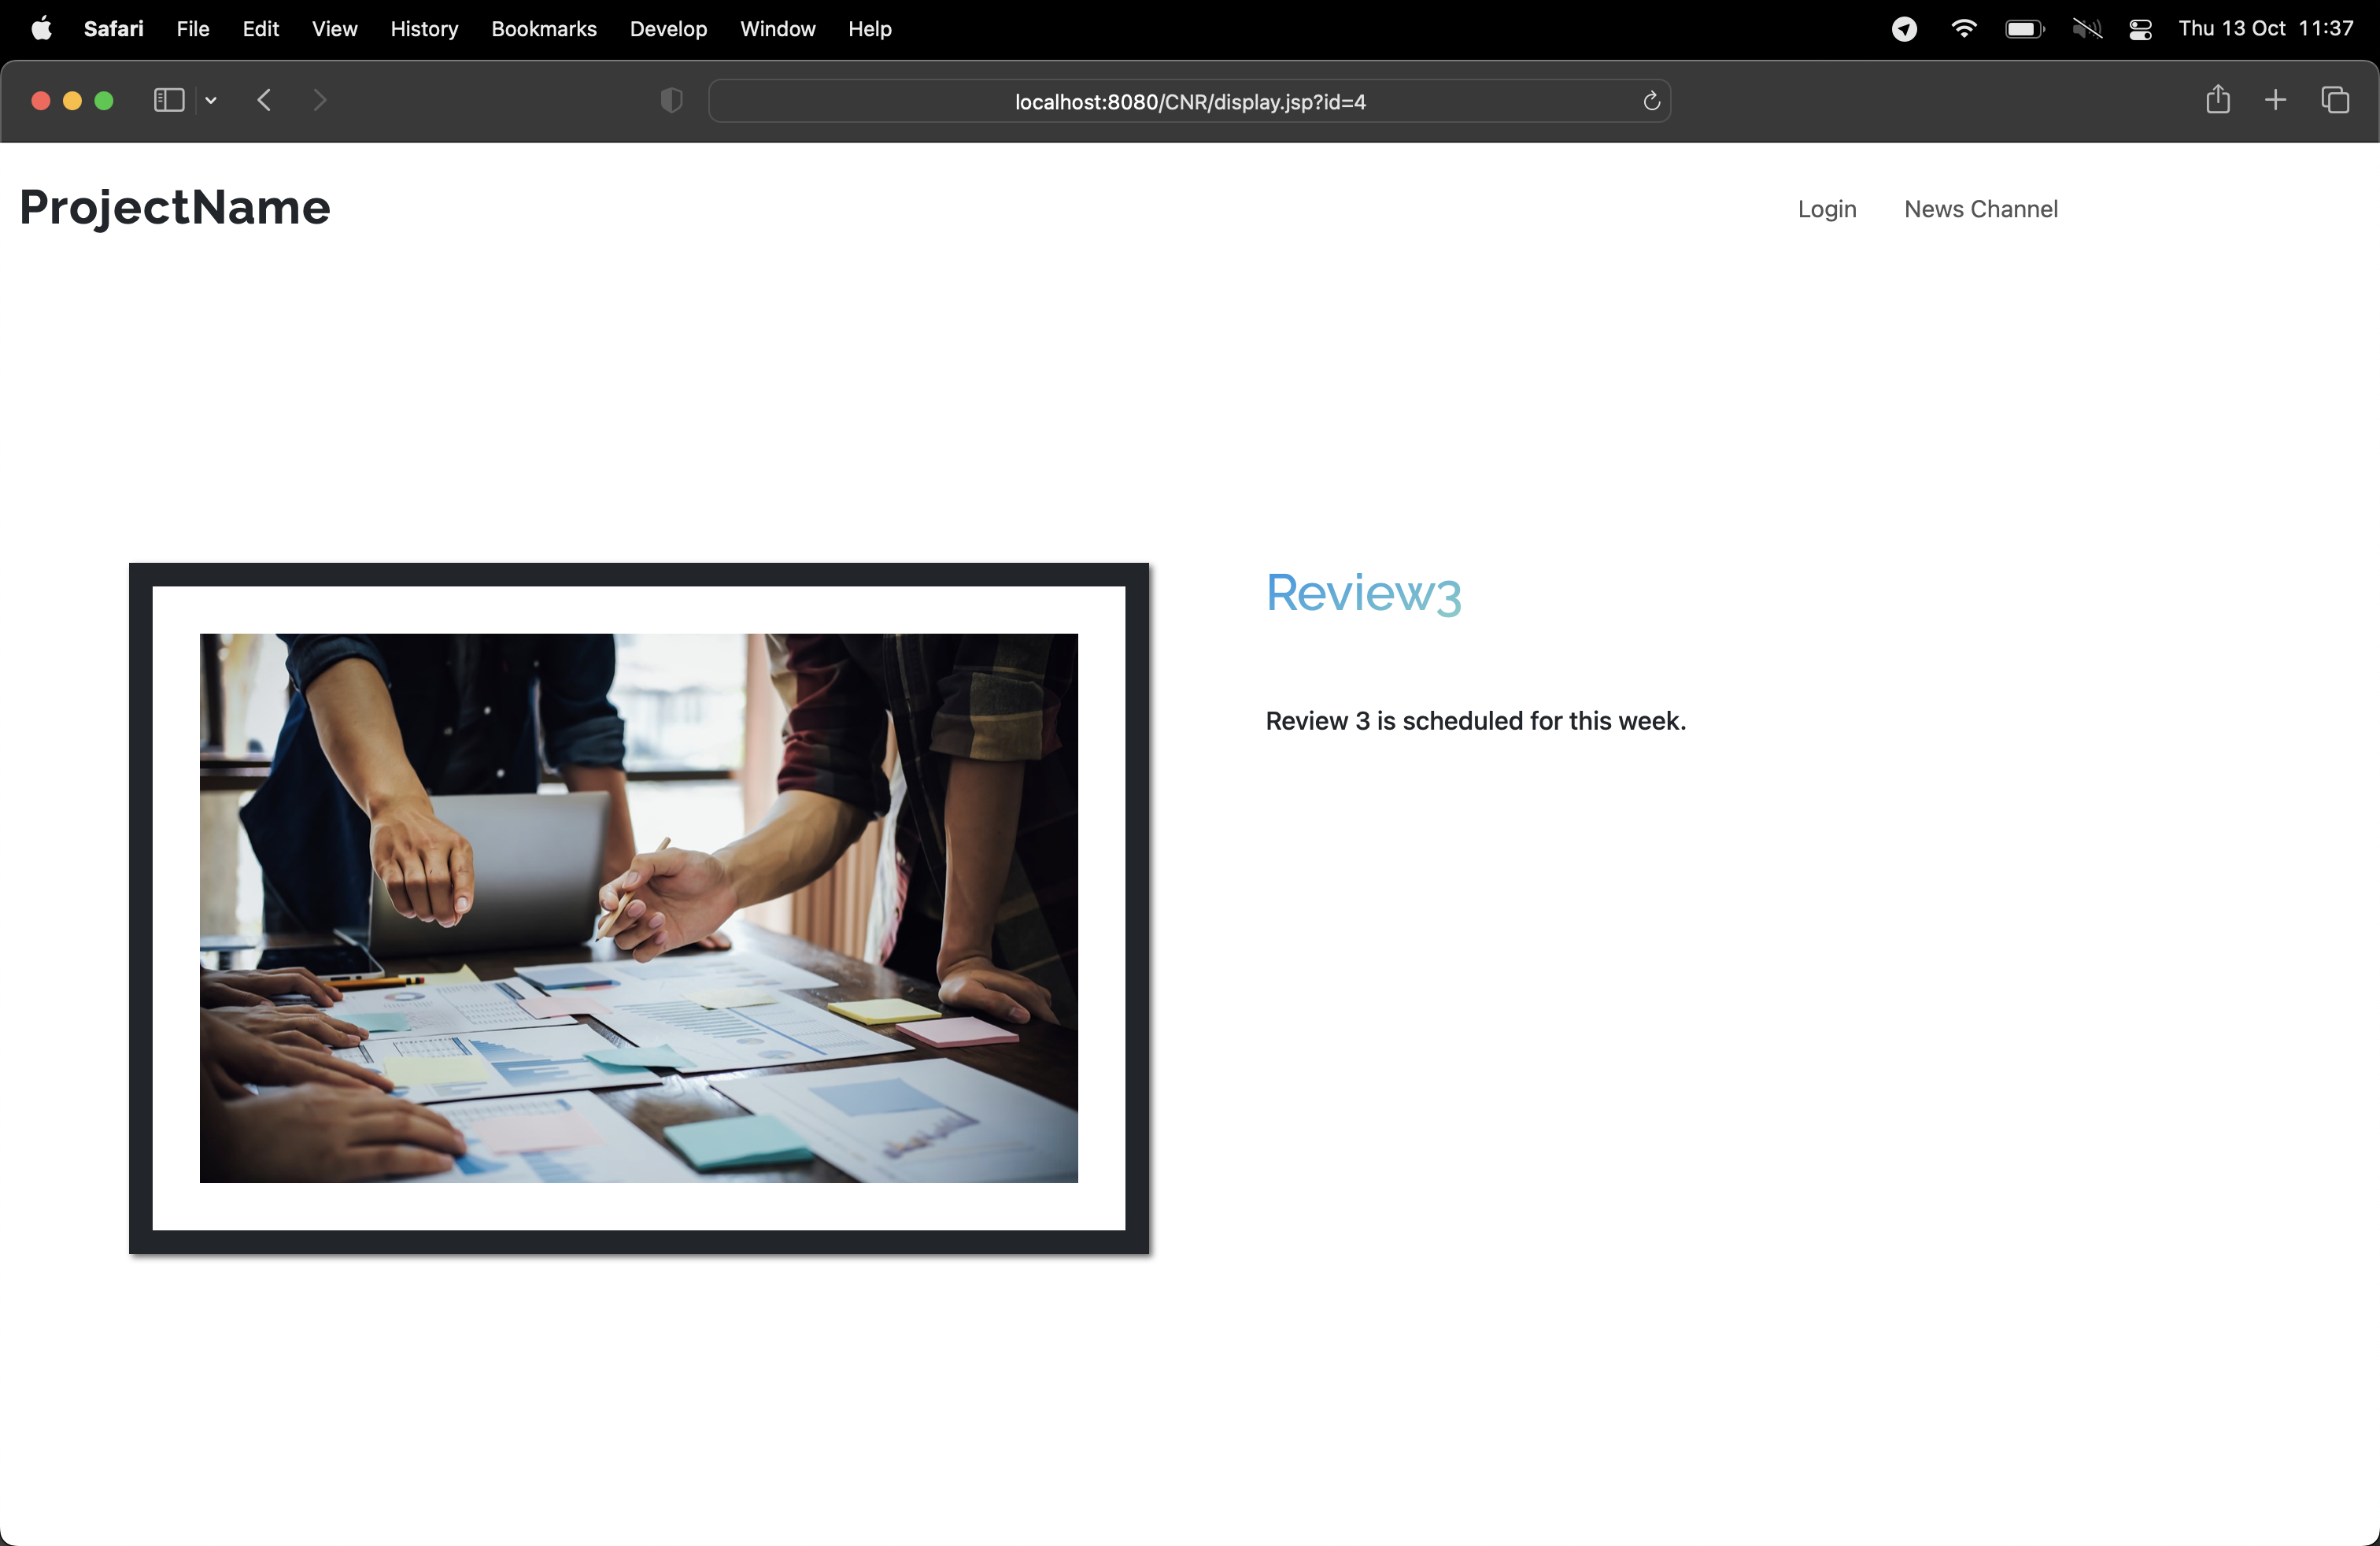 Safari File Edit View History Bookmarks Develop Window Help Thu 13 Oct 11:37
localhost:8080/CNR/display.jsp?id=4
ProjectName Login News Channel
Review3
Review 3 is scheduled for this week.